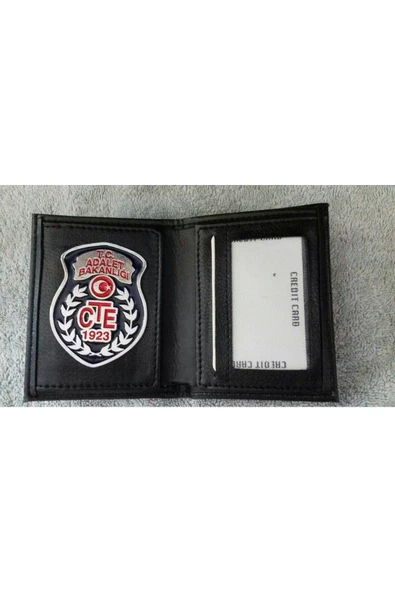 T.C.
ADALET
BAKANLIĞI
CTE
1923
CREDIT CARD
CREDIT CARD